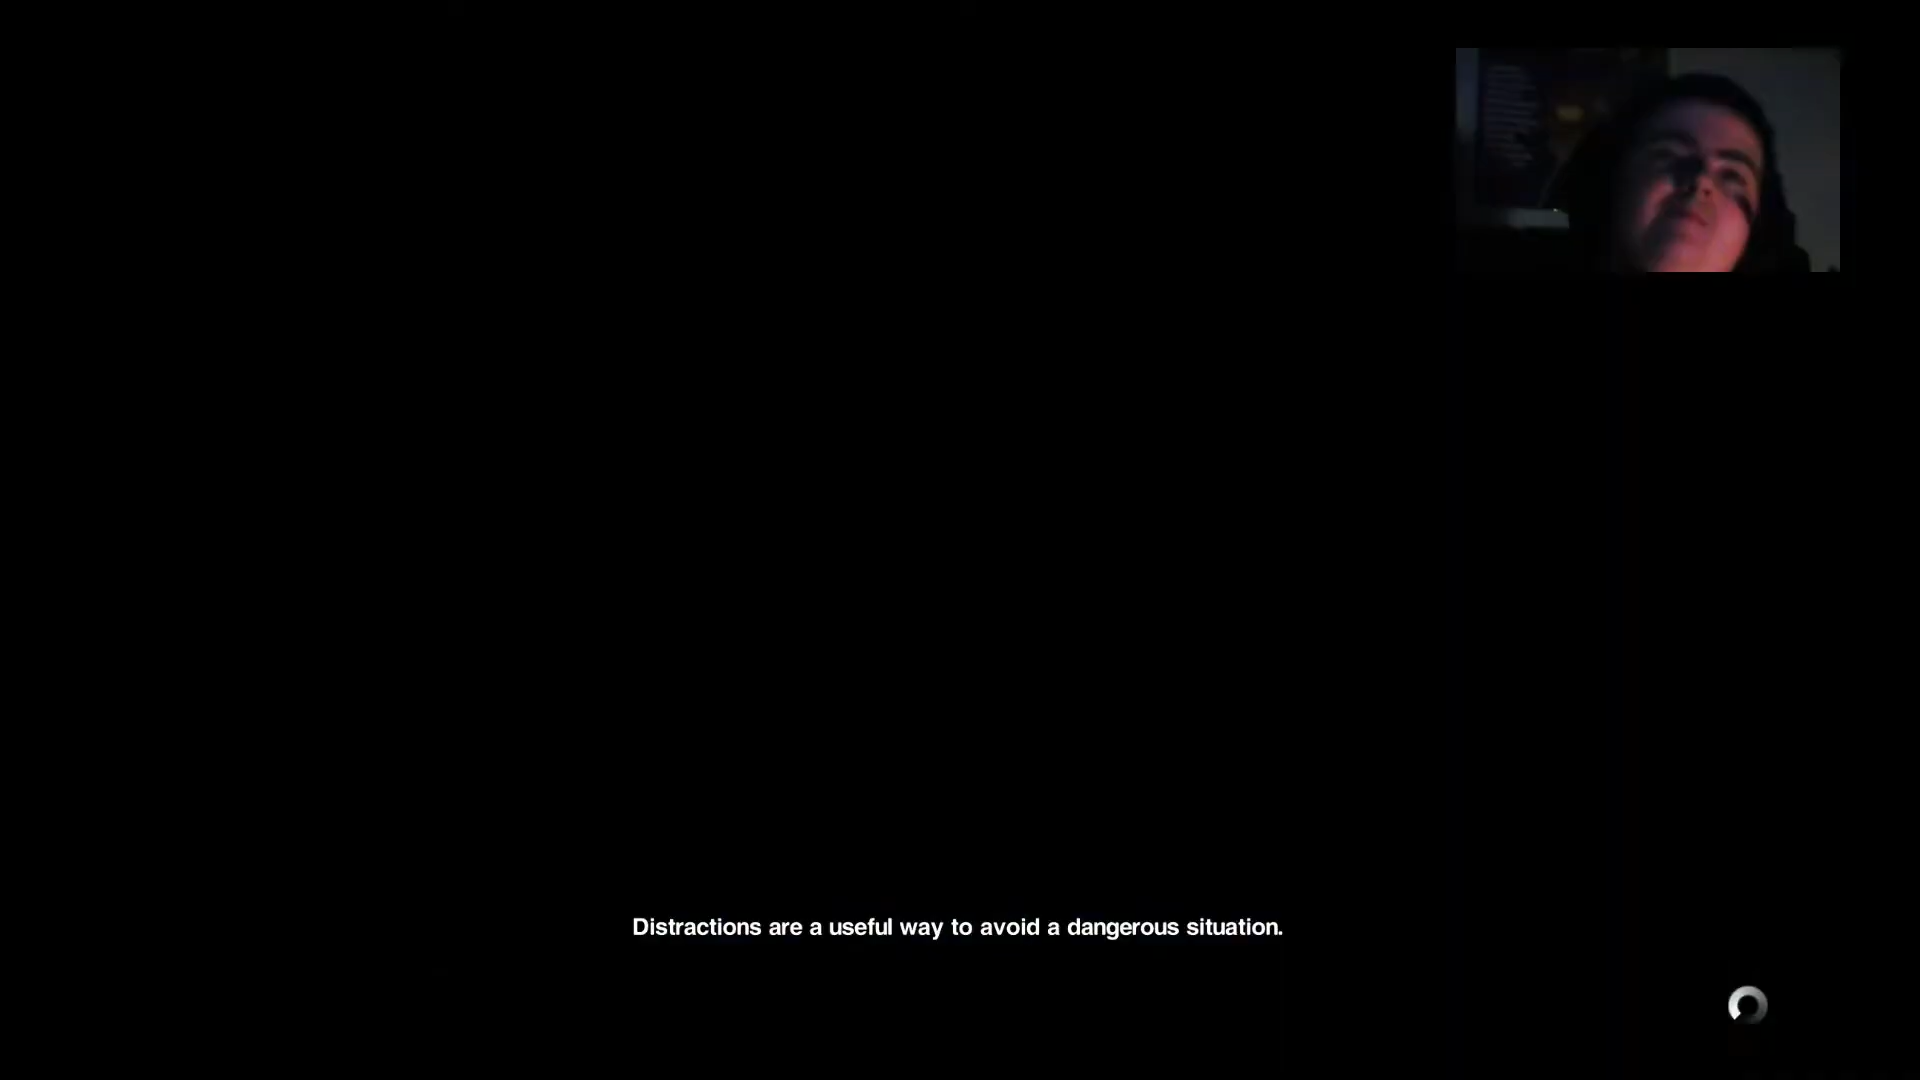 Distractions are a useful way to avoid a dangerous situation.